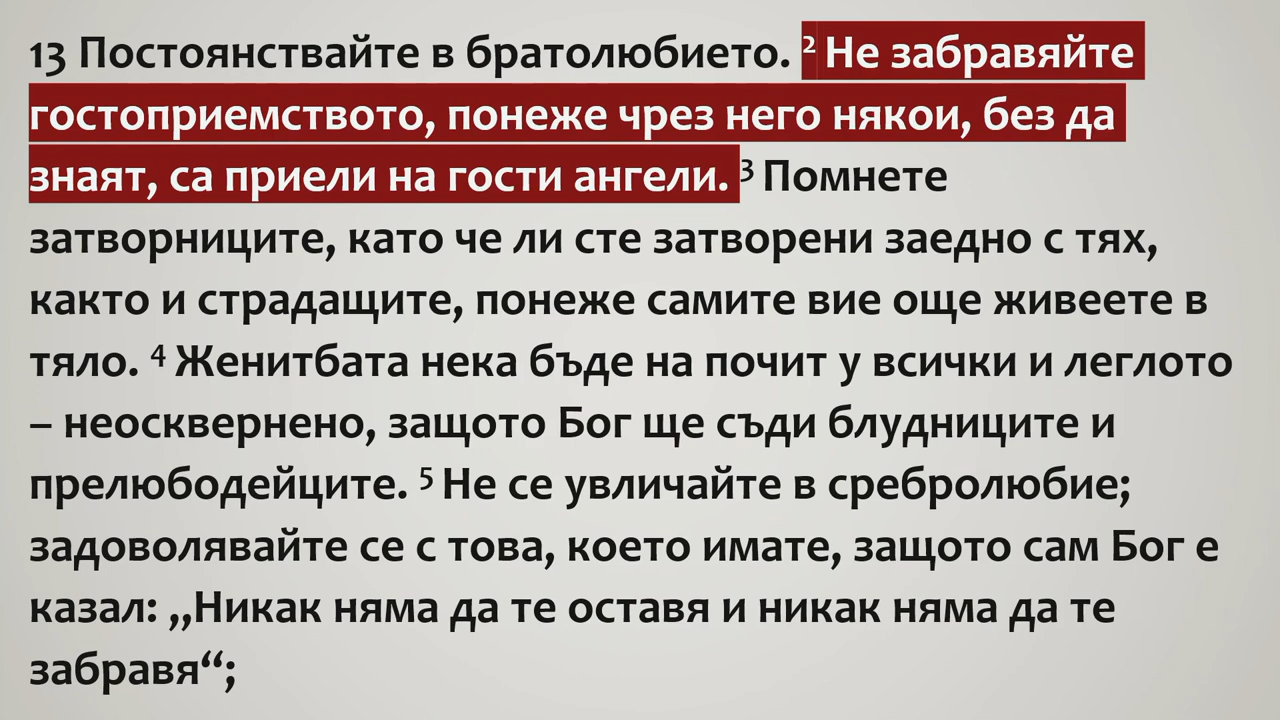 13 Постоянствайте в братолюбието. ² Не забравяйте
гостоприемството, понеже чрез него някои, без да
знаят, са приели на гости ангели. ³ Помнете
затворниците, като че ли сте затворени заедно с тях,
както и страдащите, понеже самите вие още живеете в
тяло. ⁴ Женитбата нека бъде на почит у всички и леглото
– неосквернено, защото Бог ще съди блудниците и
прелюбодейците. ⁵ Не се увличайте в сребролюбие;
задоволявайте се с това, което имате, защото сам Бог е
казал: „Никак няма да те оставя и никак няма да те
забравя“;